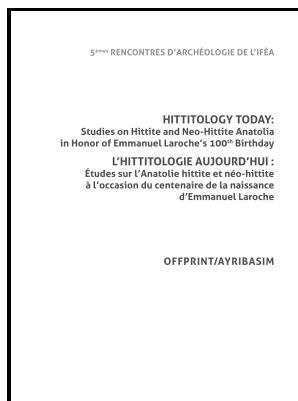 5èmes RENCONTRES D'ARCHÉOLOGIE DE L'IFÉA
HITTITOLOGY TODAY:
Studies on Hittite and Neo-Hittite Anatolia
in Honor of Emmanuel Laroche's 100th Birthday
L'HITTITOLOGIE AUJOURD'HUI :
Études sur l'Anatolie hittite et néo-hittite
à l'occasion du centenaire de la naissance
d'Emmanuel Laroche
OFFPRINT/AYRIBASIM